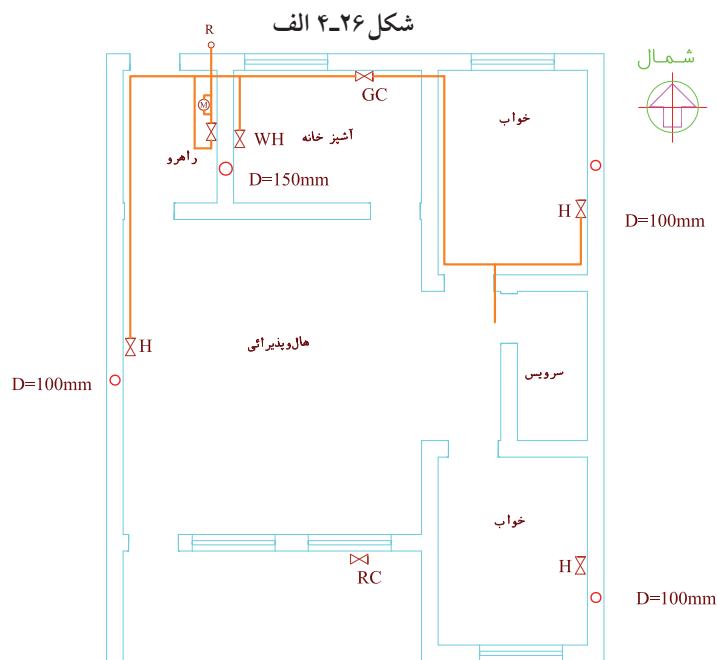 شکل ۲۶ـ۴ الف
R
شمال
GC
M
خواب
WH
آشپز خانه
راهرو
D=150mm
H
D=100mm
H
هال‌وپذیرائی
D=100mm
سرویس
خواب
H
RC
D=100mm